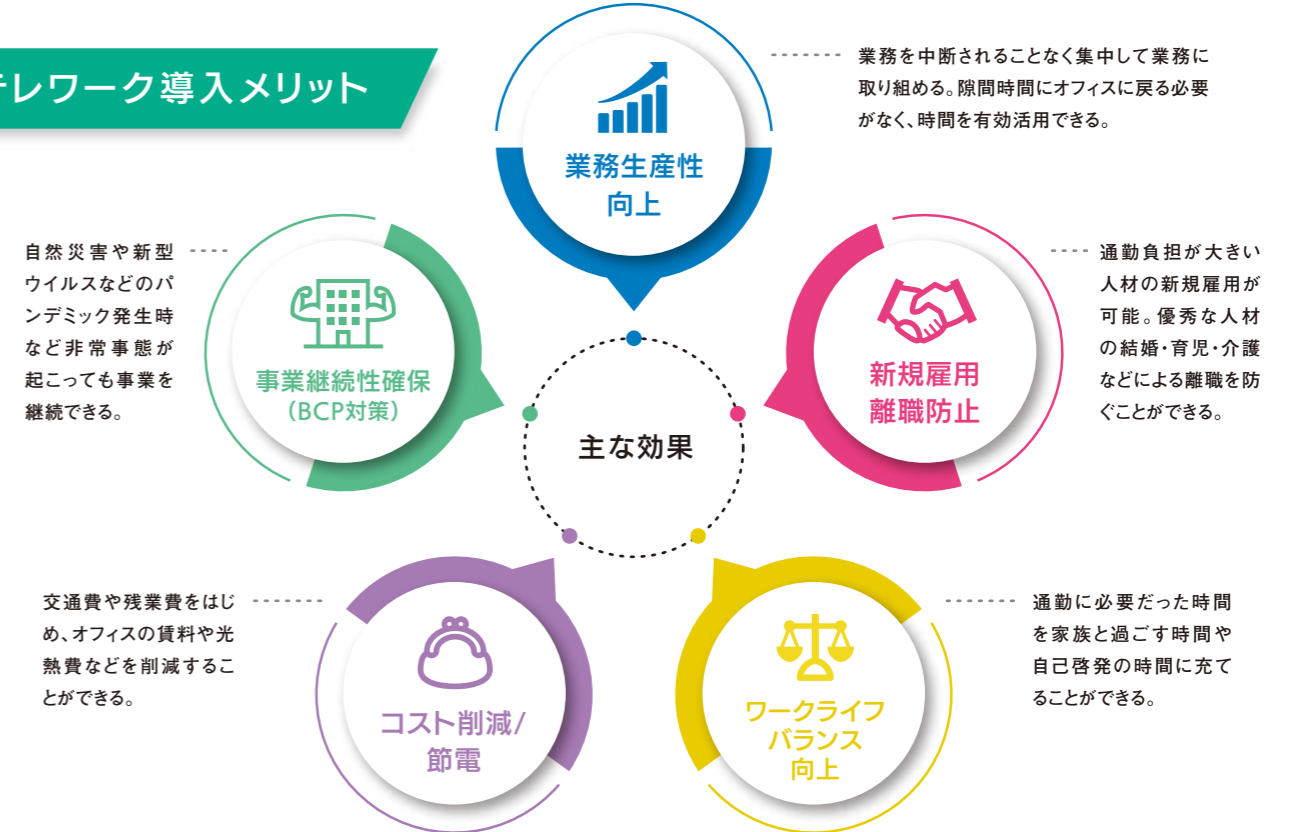 テレワーク導入メリット
業務生産性
向上
業務を中断されることなく集中して業務に
取り組める。隙間時間にオフィスに戻る必要
がなく、時間を有効活用できる。
自然災害や新型
ウイルスなどのパ
ンデミック発生時
など非常事態が
起こっても事業を
継続できる。
事業継続性確保
（BCP対策）
新規雇用
離職防止
通勤負担が大きい
人材の新規雇用が
可能。優秀な人材
の結婚・育児・介護
などによる離職を防
ぐことができる。
主な効果
交通費や残業費をはじ
め、オフィスの賃料や光
熱費などを削減するこ
とができる。
コスト削減/
節電
ワークライフ
バランス
向上
通勤に必要だった時間
を家族と過ごす時間や
自己啓発の時間に充て
ることができる。